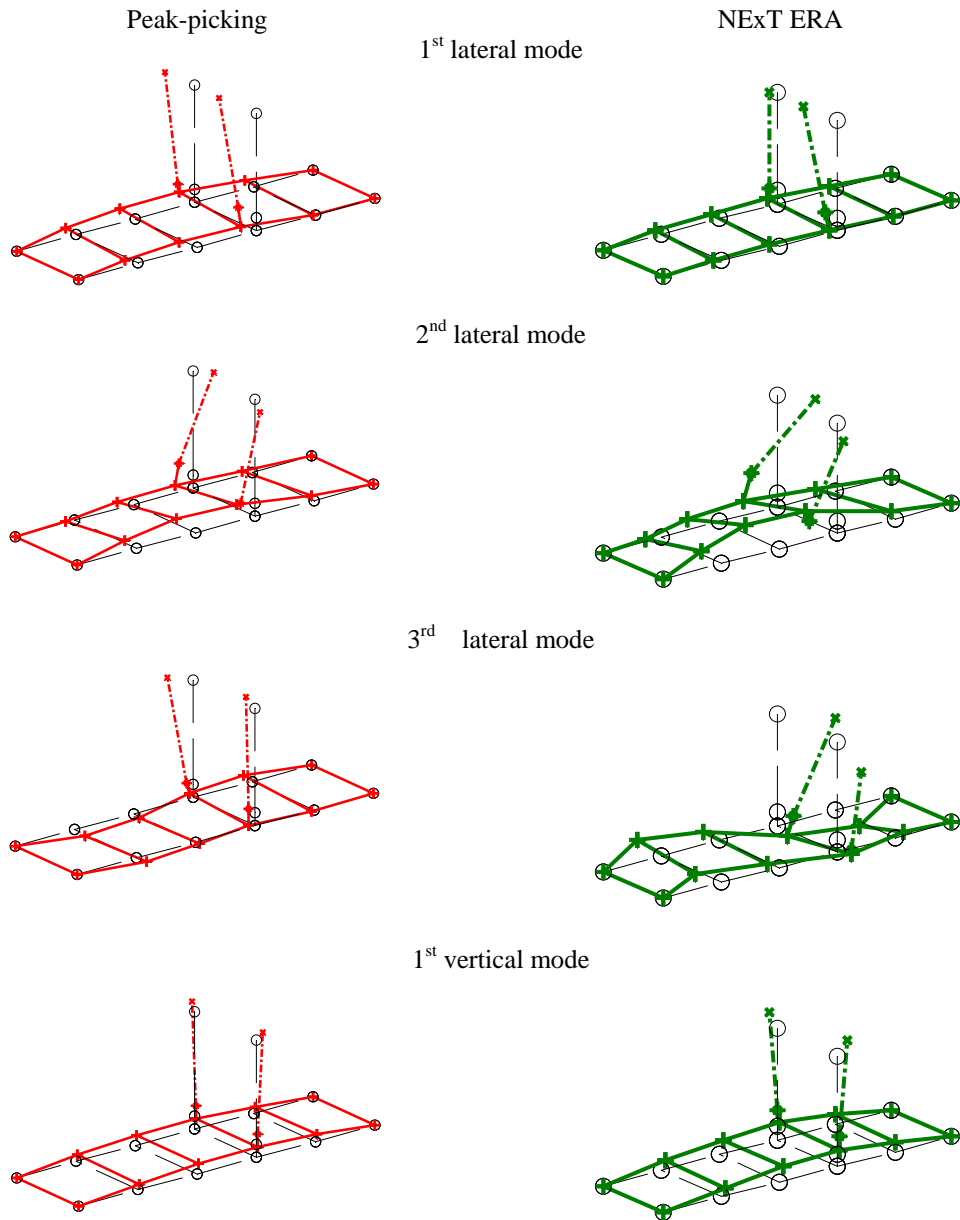 Peak-picking NExT ERA
1st lateral mode
2nd lateral mode
3rd lateral mode
1st vertical mode